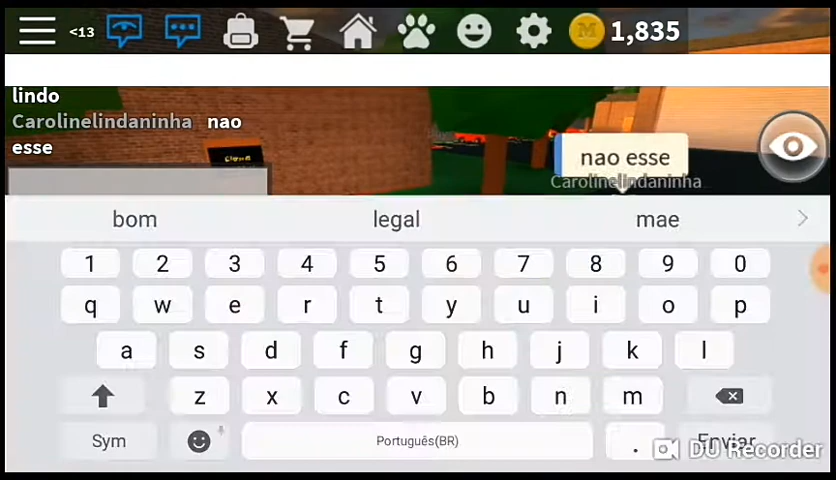 <13
M 1,835
lindo
Carolinelindaninha nao
esse
nao esse
Carolinelindaninha
bom legal mae
1 2 3 4 5 6 7 8 9 0
q w e r t y u i o p
a s d f g h j k l
z x c v b n m
Sym Português(BR) . Enviar
DU Recorder